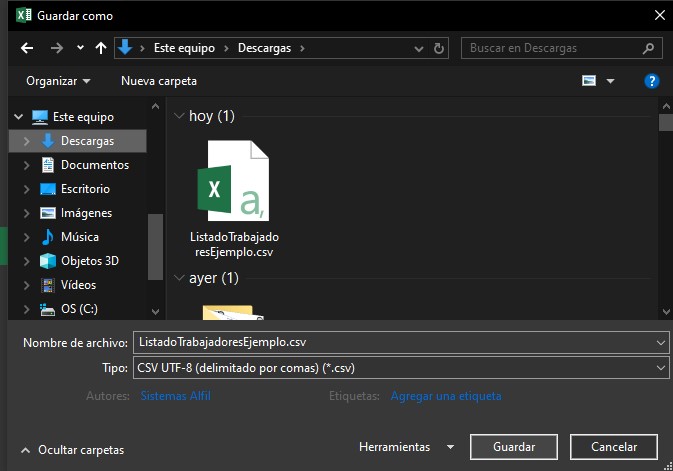 Guardar como
Este equipo > Descargas >
Buscar en Descargas
Organizar
Nueva carpeta
Este equipo
Descargas
Documentos
Escritorio
Imágenes
Música
Objetos 3D
Vídeos
OS (C:)
hoy (1)
ListadoTrabajado
resEjemplo.csv
ayer (1)
Nombre de archivo: ListadoTrabajadoresEjemplo.csv
Tipo: CSV UTF-8 (delimitado por comas) (*.csv)
Autores: Sistemas Alfil
Etiquetas: Agregar una etiqueta
Ocultar carpetas
Herramientas
Guardar
Cancelar